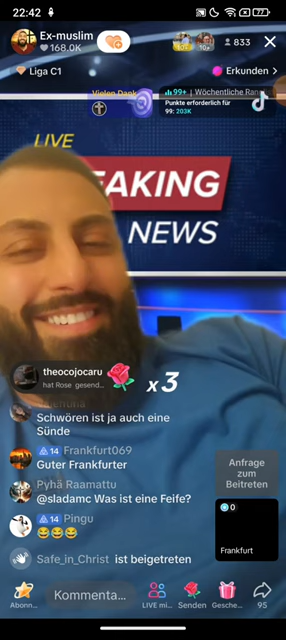 22:42
77
Ex-muslim
168.0K
833
Liga C1
Erkunden
Vielen Dank
99+ | Wöchentliche Ran
Punkte erforderlich für
99: 203K
LIVE
EAKING
NEWS
theocojocaru
hat Rose gesend...
x3
Schwören ist ja auch eine
Sünde
14 Frankfurt069
Guter Frankfurter
Pyhä Raamattu
@sladamc Was ist eine Feife?
14 Pingu
😂😂😂
Safe_in_Christ ist beigetreten
Anfrage
zum
Beitreten
0
Frankfurt
Abonn...
Kommenta...
LIVE mi...
Senden
Gesche...
95